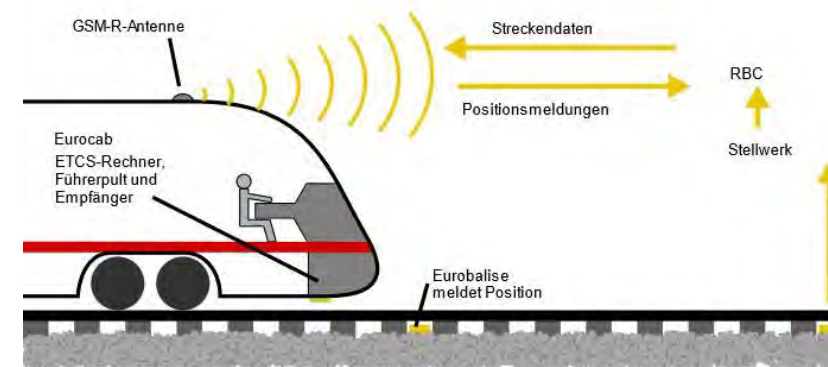 GSM-R-Antenne
Streckendaten
RBC
Positionsmeldungen
Eurocab
ETCS-Rechner,
Führerpult und
Empfänger
Stellwerk
Eurobalise
meldet Position